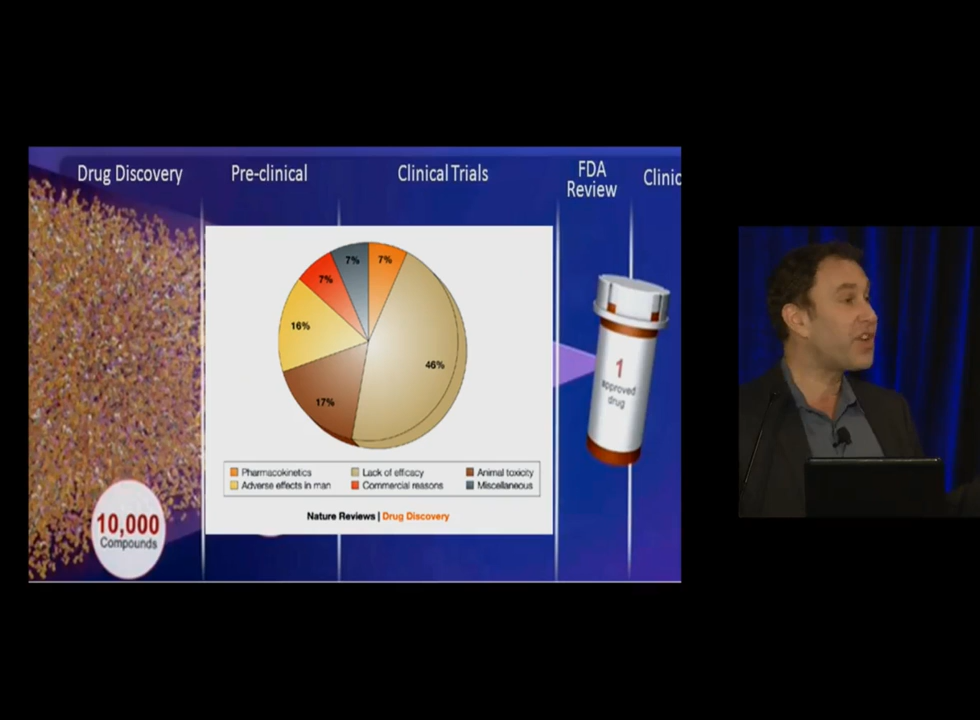 Drug Discovery
Pre-clinical
Clinical Trials
FDA
Review
Clinic
7%
7%
7%
16%
46%
17%
Pharmacokinetics
Lack of efficacy
Animal toxicity
Adverse effects in man
Commercial reasons
Miscellaneous
Nature Reviews | Drug Discovery
10,000
Compounds
1
approved
drug